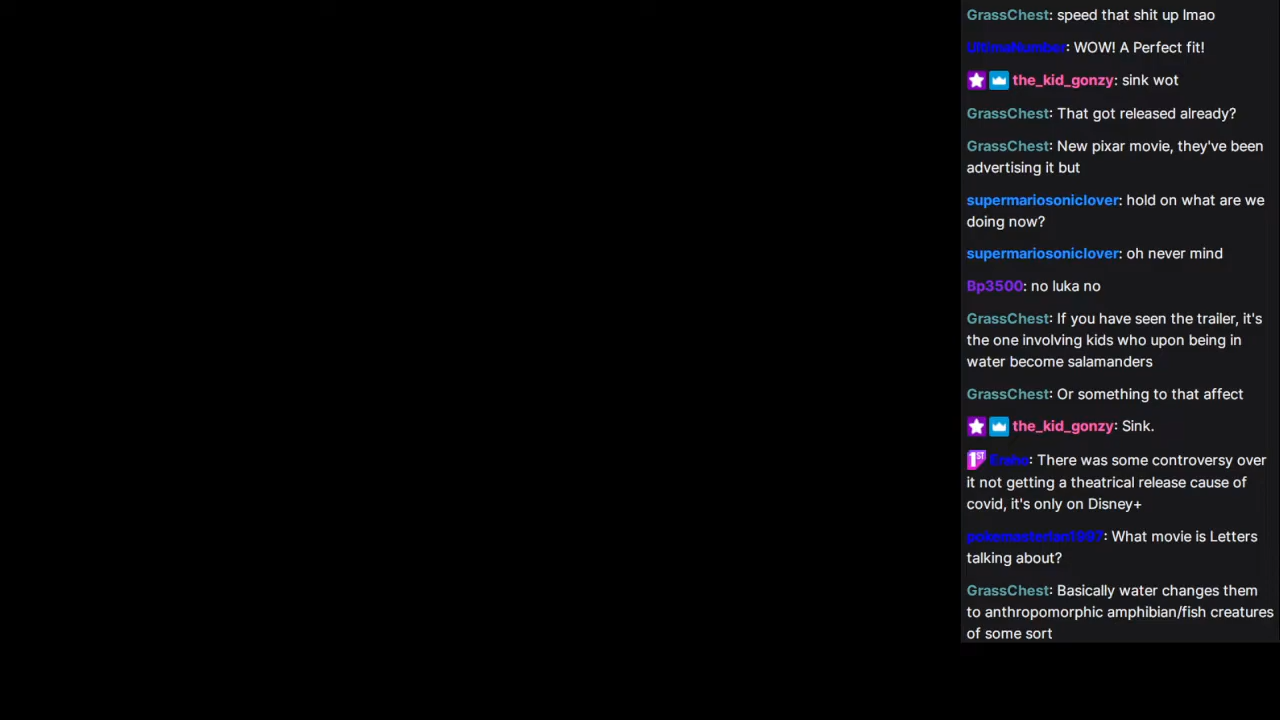 GrassChest: speed that shit up lmao
UltimaNumber: WOW! A Perfect fit!
the_kid_gonzy: sink wot
GrassChest: That got released already?
GrassChest: New pixar movie, they've been
advertising it but
supermariosoniclover: hold on what are we
doing now?
supermariosoniclover: oh never mind
Bp3500: no luka no
GrassChest: If you have seen the trailer, it's
the one involving kids who upon being in
water become salamanders
GrassChest: Or something to that affect
the_kid_gonzy: Sink.
1ST : There was some controversy over
it not getting a theatrical release cause of
covid, it's only on Disney+
pokemasterian1997: What movie is Letters
talking about?
GrassChest: Basically water changes them
to anthropomorphic amphibian/fish creatures
of some sort